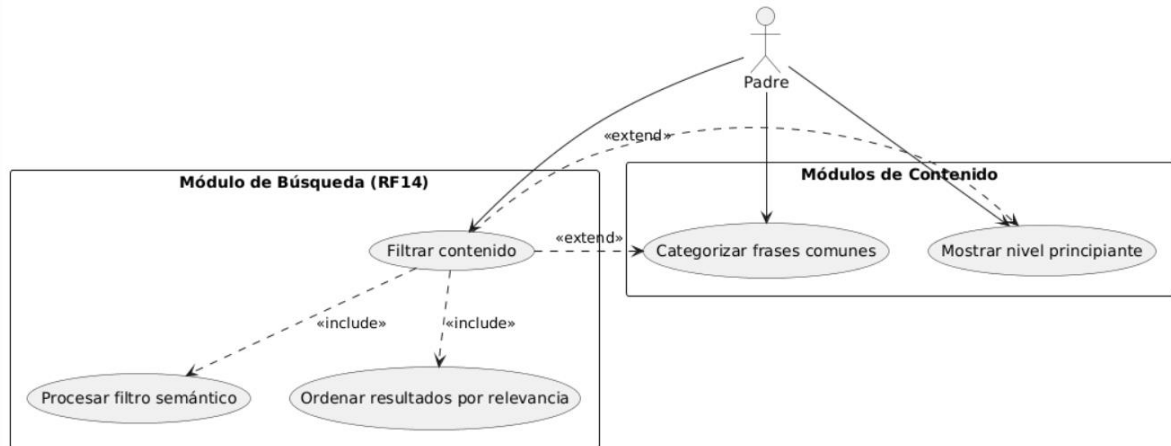 Padre
«extend»
Módulo de Búsqueda (RF14)
Módulos de Contenido
Filtrar contenido
«extend»
Categorizar frases comunes
Mostrar nivel principiante
«include»
«include»
Procesar filtro semántico
Ordenar resultados por relevancia